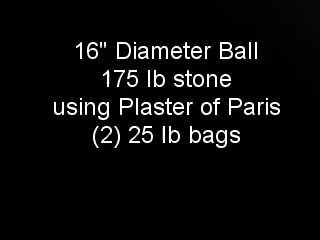 16" Diameter Ball
175 lb stone
using Plaster of Paris
(2) 25 lb bags